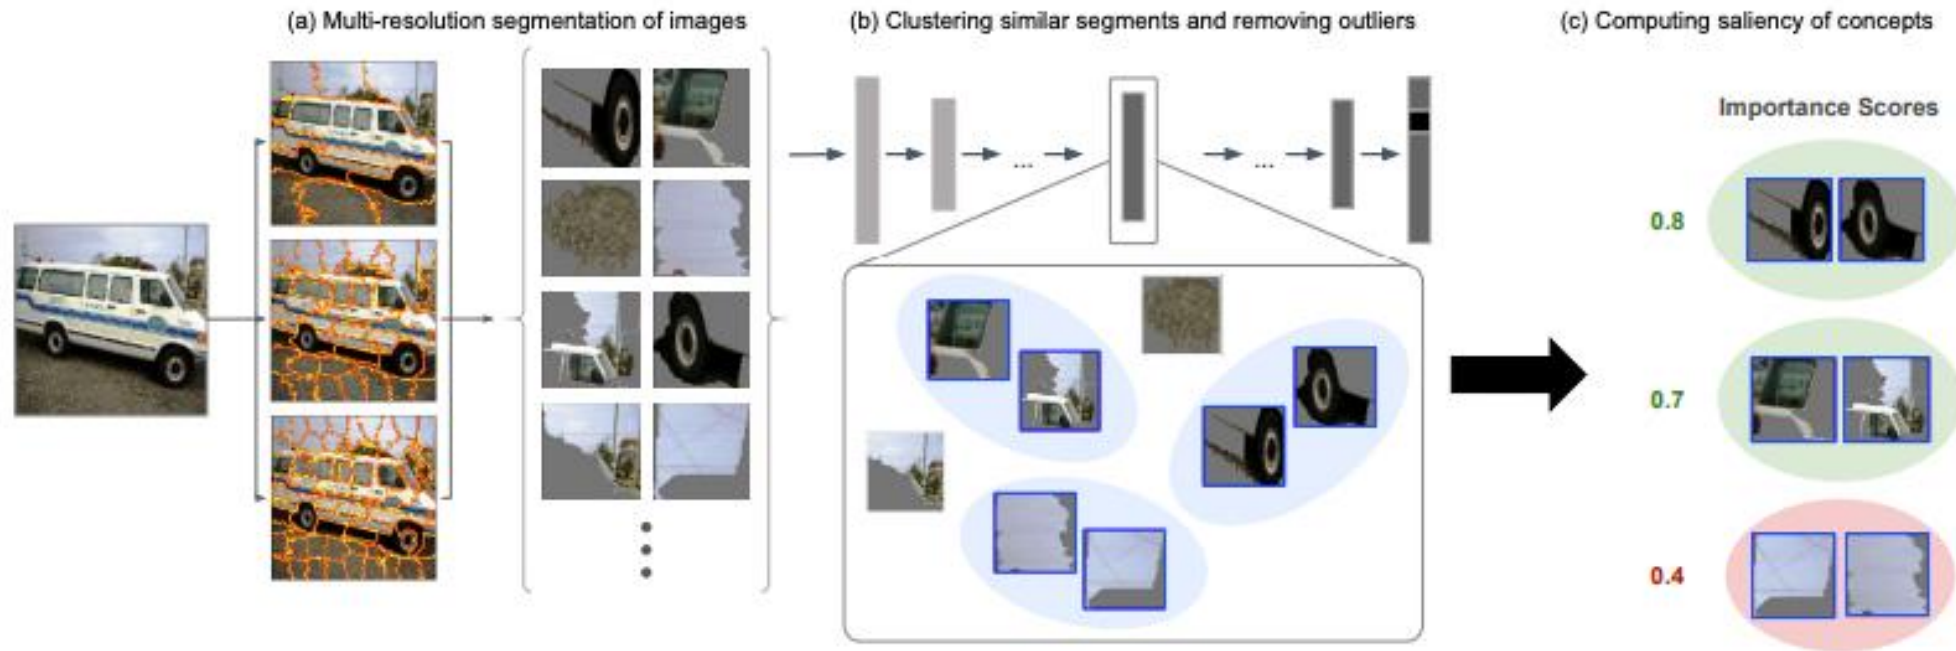 (a) Multi-resolution segmentation of images
(b) Clustering similar segments and removing outliers
(c) Computing saliency of concepts
Importance Scores
...
...
0.8
0.7
0.4